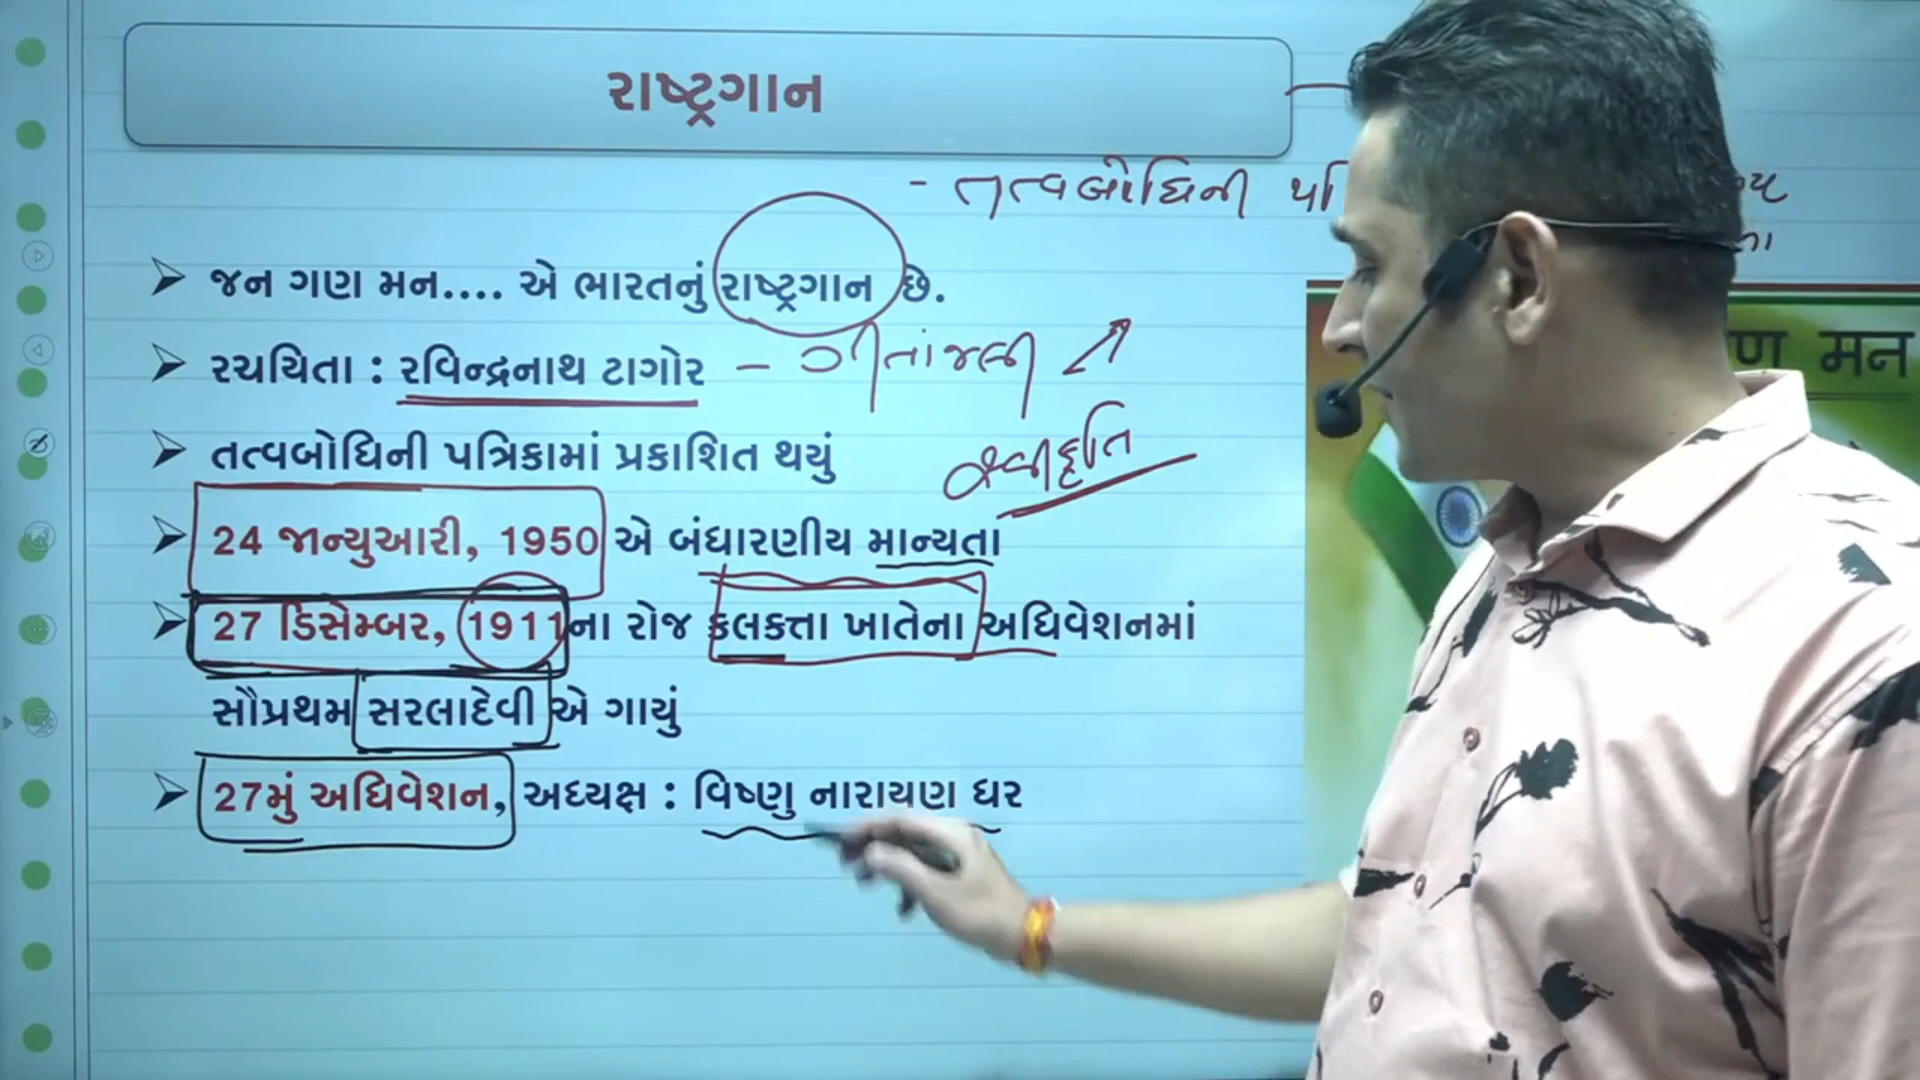 રાષ્ટ્રગાન
- તત્વબોધિની
➢ જન ગણ મન.... એ ભારતનું રાષ્ટ્રગાન છે.
➢ રચયિતા : રવિન્દ્રનાથ ટાગોર - ગીતાંજલી
➢ તત્વબોધિની પત્રિકામાં પ્રકાશિત થયું
સ્વીકૃતિ
➢ 24 જાન્યુઆરી, 1950 એ બંધારણીય માન્યતા
➢ 27 ડિસેમ્બર, 1911ના રોજ કલકત્તા ખાતેના અધિવેશનમાં
સૌપ્રથમ સરલાદેવી એ ગાયું
➢ 27મું અધિવેશન, અધ્યક્ષ : વિષ્ણુ નારાયણ ધર
મન